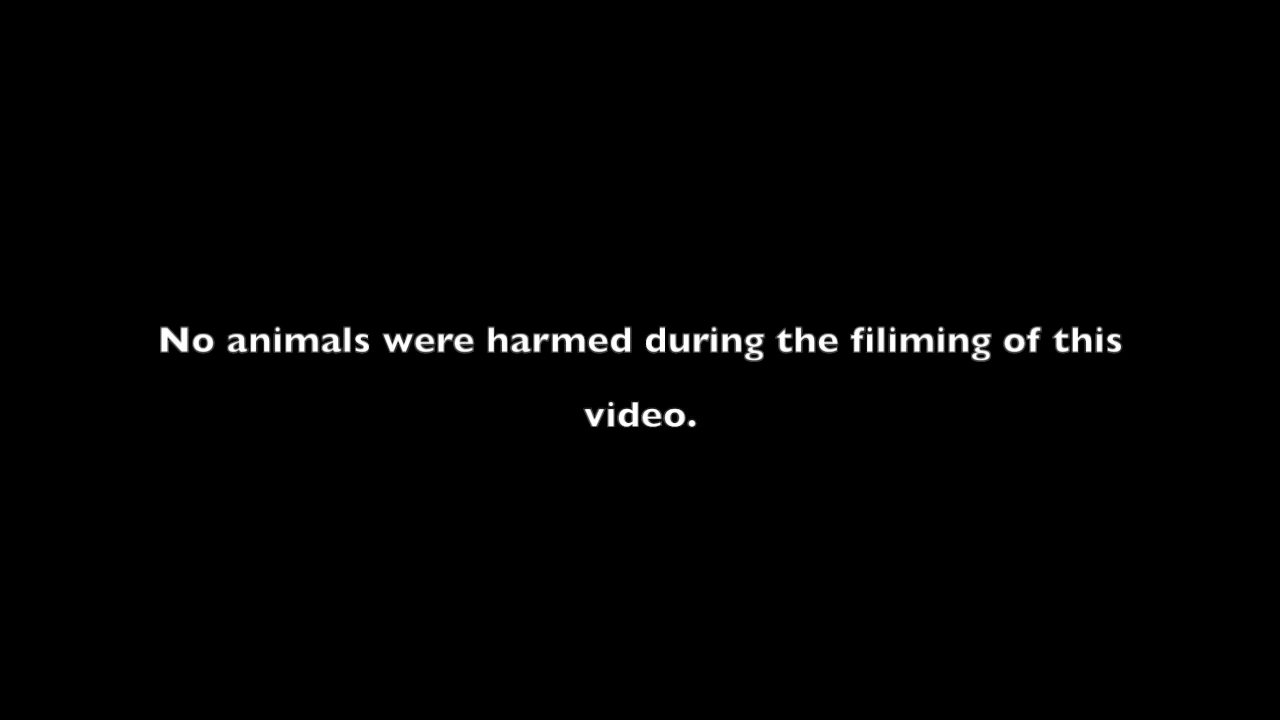 No animals were harmed during the filiming of this
video.